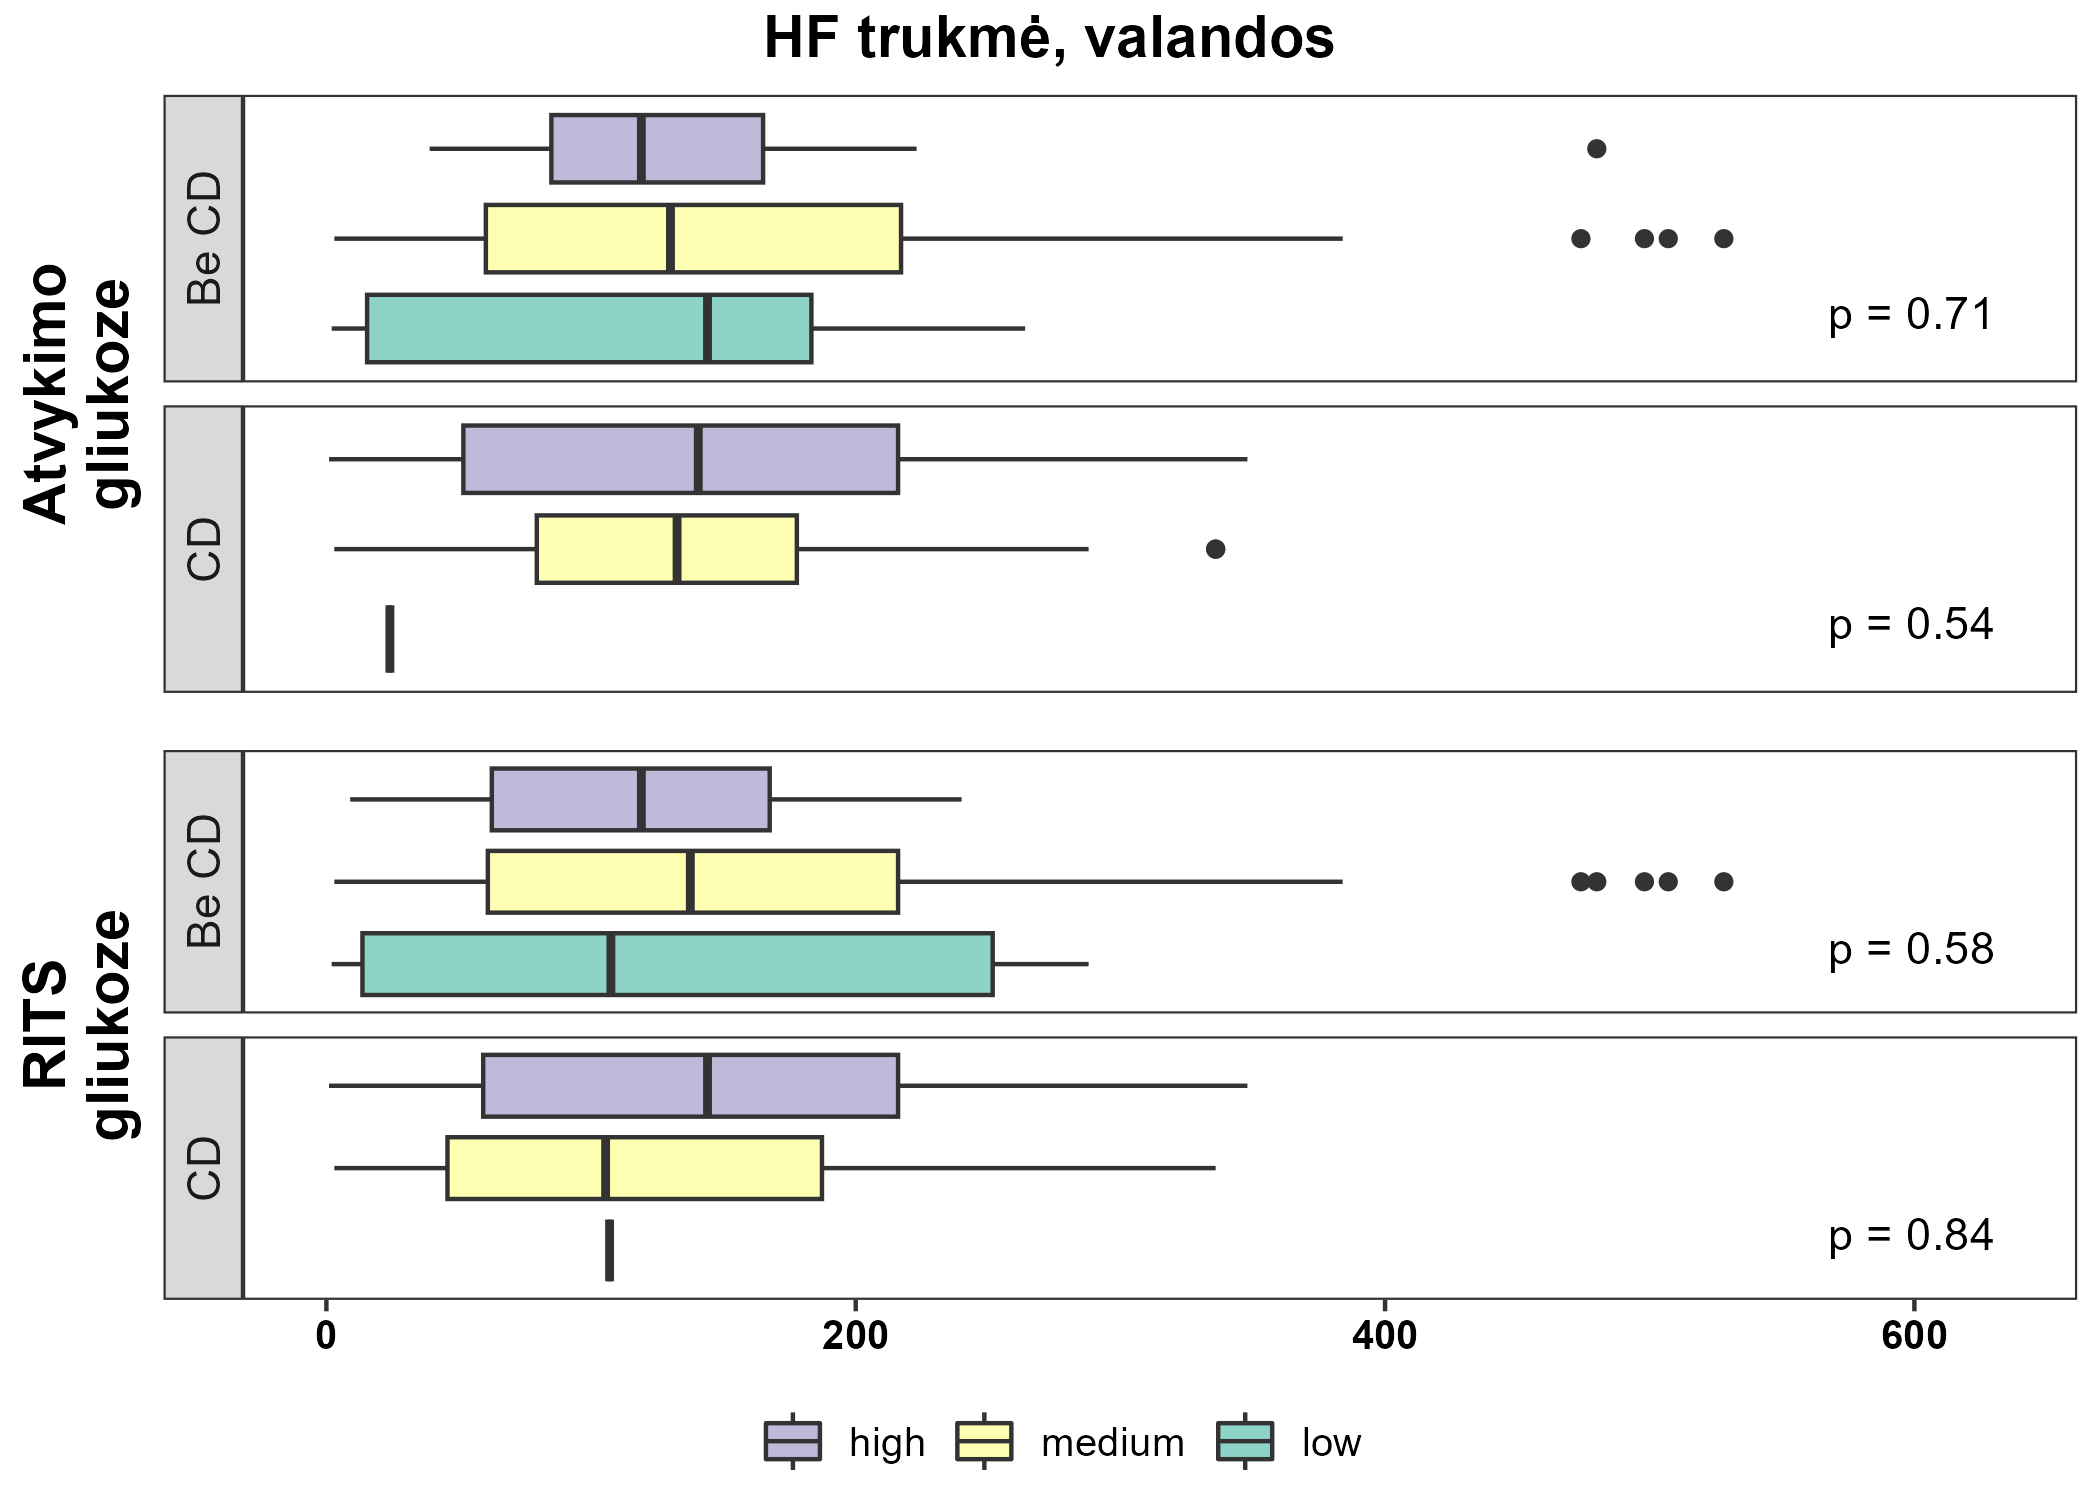 HF trukmė, valandos
Atvykimo
gliukoze
Be CD
p = 0.71
CD
p = 0.54
RITS
gliukoze
Be CD
p = 0.58
CD
p = 0.84
0 200 400 600
high medium low